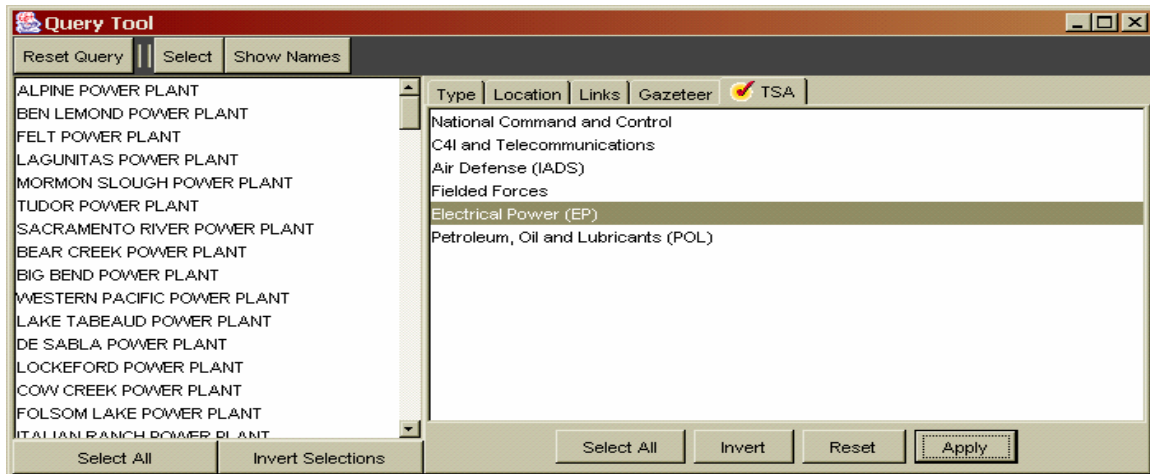 Query Tool
Reset Query Select Show Names
ALPINE POWER PLANT
BEN LEMOND POWER PLANT
FELT POWER PLANT
LAGUNITAS POWER PLANT
MORMON SLOUGH POWER PLANT
TUDOR POWER PLANT
SACRAMENTO RIVER POWER PLANT
BEAR CREEK POWER PLANT
BIG BEND POWER PLANT
WESTERN PACIFIC POWER PLANT
LAKE TABEAUD POWER PLANT
DE SABLA POWER PLANT
LOCKEFORD POWER PLANT
COW CREEK POWER PLANT
FOLSOM LAKE POWER PLANT
ITALIAN RANCH POWER PLANT
Select All Invert Selections
Type Location Links Gazeteer TSA
National Command and Control
C4I and Telecommunications
Air Defense (IADS)
Fielded Forces
Electrical Power (EP)
Petroleum, Oil and Lubricants (POL)
Select All Invert Reset Apply